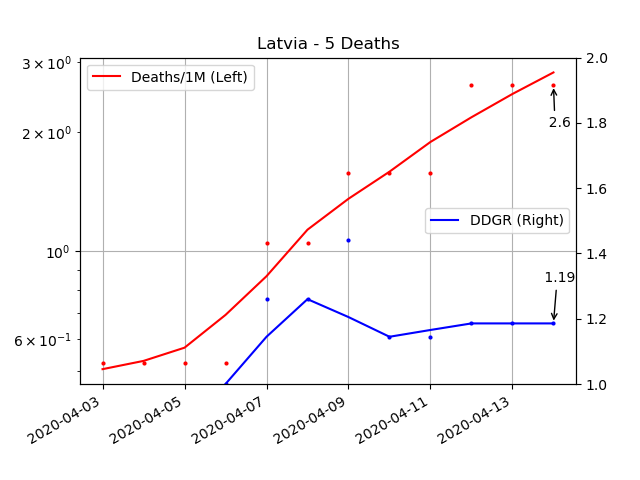 Latvia - 5 Deaths
3 × 10⁰
2 × 10⁰
10⁰
6 × 10⁻¹
Deaths/1M (Left)
DDGR (Right)
2.6
1.19
2.0
1.8
1.6
1.4
1.2
1.0
2020-04-03
2020-04-05
2020-04-07
2020-04-09
2020-04-11
2020-04-13